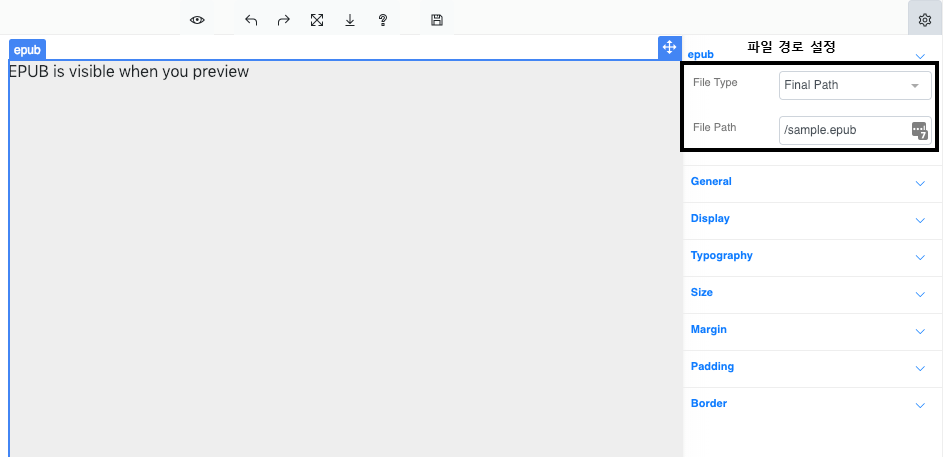 epub
EPUB is visible when you preview
파일 경로 설정
epub
File Type
Final Path
File Path
/sample.epub
7
General
Display
Typography
Size
Margin
Padding
Border